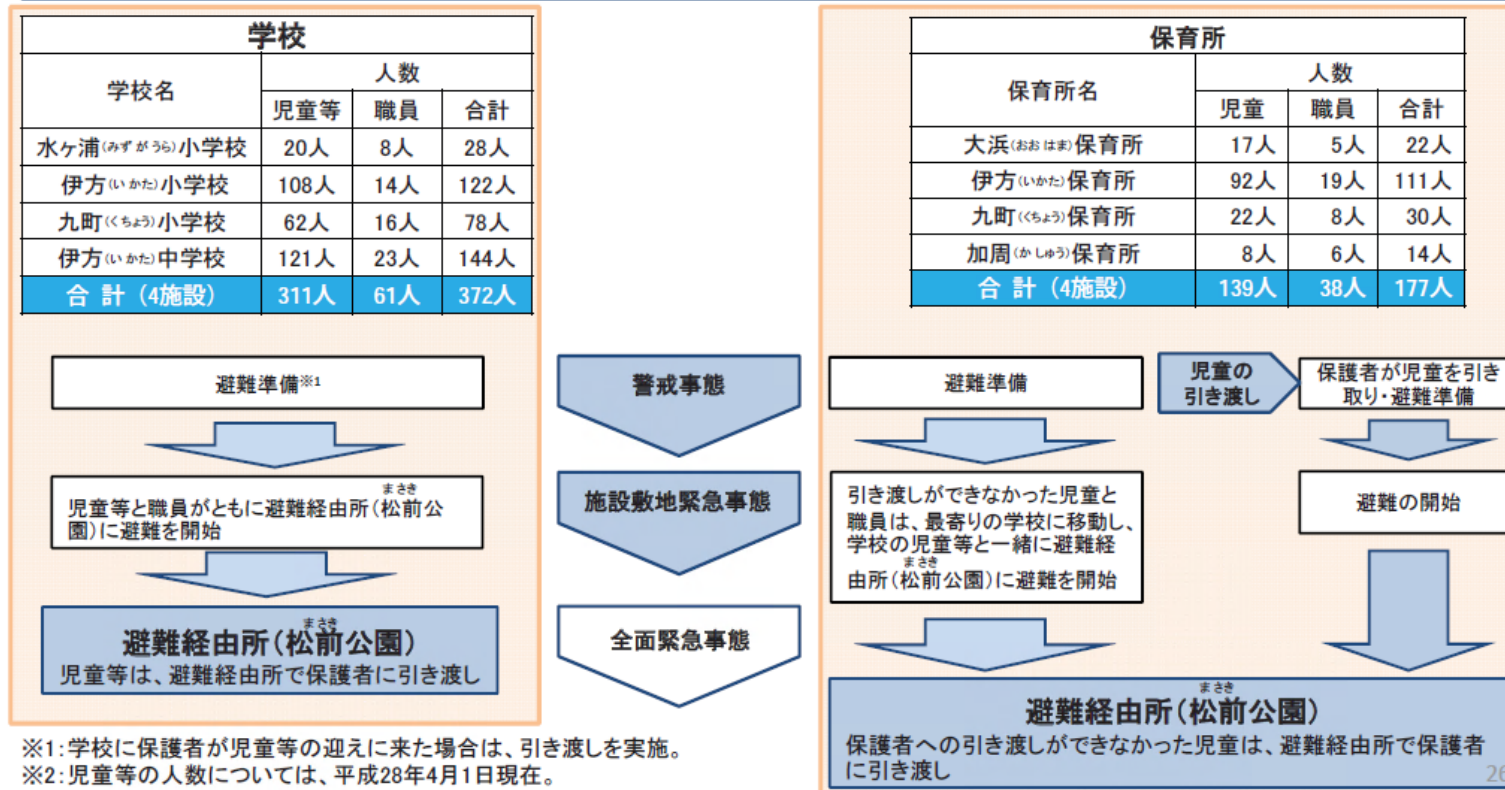 学校
学校名
人数
児童等 職員 合計
水ヶ浦(みずがうら)小学校 20人 8人 28人
伊方(いかた)小学校 108人 14人 122人
九町(くちょう)小学校 62人 16人 78人
伊方(いかた)中学校 121人 23人 144人
合 計 (4施設) 311人 61人 372人
避難準備※1
児童等と職員がともに避難経由所(松前公
まさき
園)に避難を開始
まさき
避難経由所(松前公園)
児童等は、避難経由所で保護者に引き渡し
※1:学校に保護者が児童等の迎えに来た場合は、引き渡しを実施。
※2:児童等の人数については、平成28年4月1日現在。
警戒事態
施設敷地緊急事態
全面緊急事態
保育所
保育所名
人数
児童 職員 合計
大浜(おおはま)保育所 17人 5人 22人
伊方(いかた)保育所 92人 19人 111人
九町(くちょう)保育所 22人 8人 30人
加周(かしゅう)保育所 8人 6人 14人
合 計 (4施設) 139人 38人 177人
避難準備
児童の
引き渡し
保護者が児童を引き
取り・避難準備
引き渡しができなかった児童と
職員は、最寄りの学校に移動し、
学校の児童等と一緒に避難経
まさき
由所(松前公園)に避難を開始
避難の開始
まさき
避難経由所(松前公園)
保護者への引き渡しができなかった児童は、避難経由所で保護者
に引き渡し
26